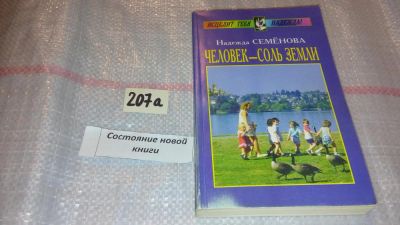 ИСЦЕЛИТ ТЕБЯ НАДЕЖДА!
Надежда СЕМЁНОВА
ЧЕЛОВЕК—СОЛЬ ЗЕМЛИ
207а
Состояние новой
книги